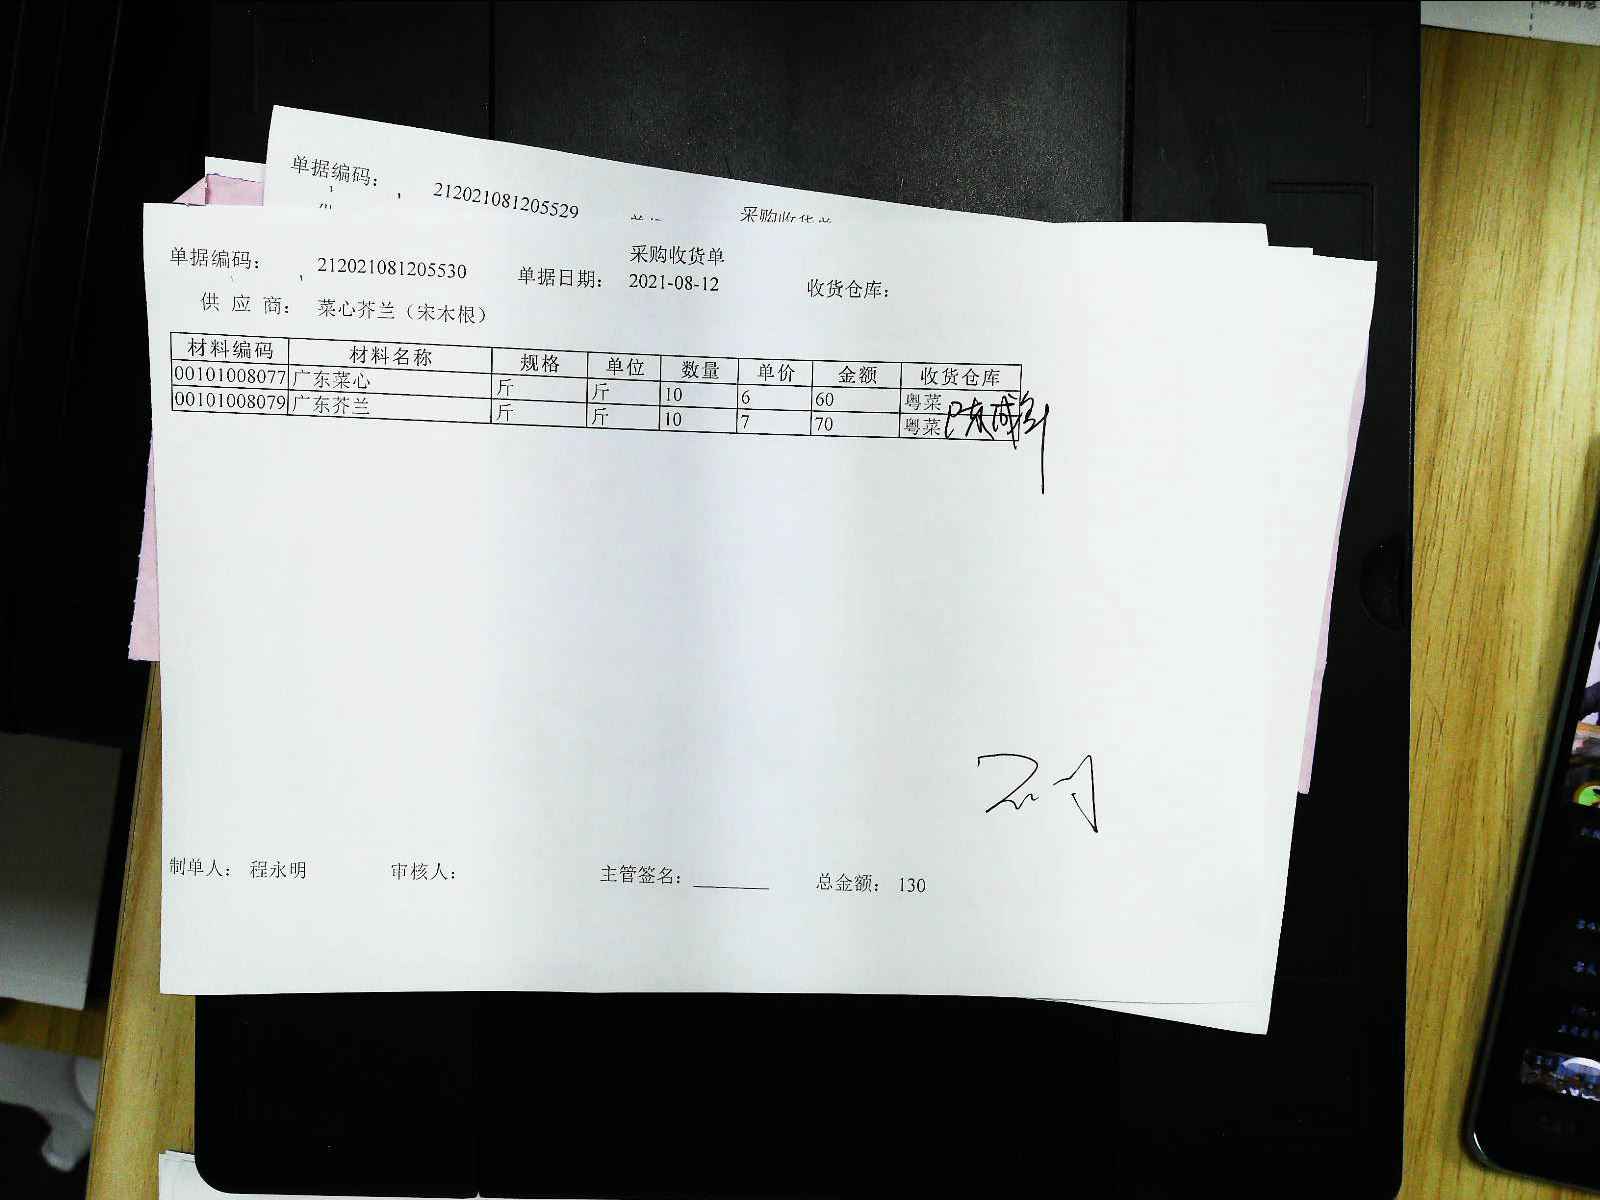 单据编码： 212021081205529
采购收货单
采购收货单
单据编码： 212021081205530 单据日期： 2021-08-12 收货仓库：
供 应 商： 菜心芥兰（宋木根）
材料编码 材料名称 规格 单位 数量 单价 金额 收货仓库
00101008077 广东菜心 斤 斤 10 6 60 粤菜
00101008079 广东芥兰 斤 斤 10 7 70 粤菜
制单人： 程永明 审核人： 主管签名： 总金额： 130